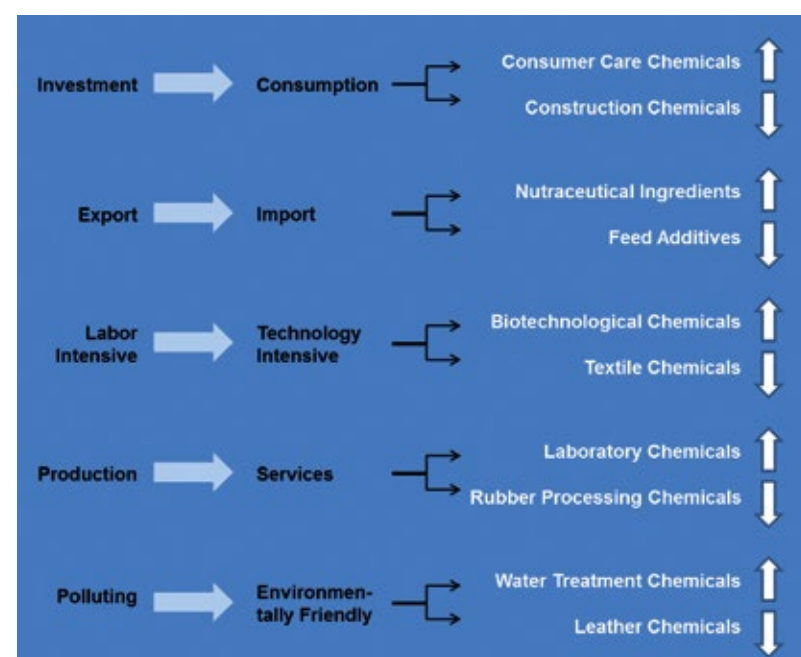 Investment
Consumption
Consumer Care Chemicals
Construction Chemicals
Export
Import
Nutraceutical Ingredients
Feed Additives
Labor
Intensive
Technology
Intensive
Biotechnological Chemicals
Textile Chemicals
Production
Services
Laboratory Chemicals
Rubber Processing Chemicals
Polluting
Environmen-
tally Friendly
Water Treatment Chemicals
Leather Chemicals